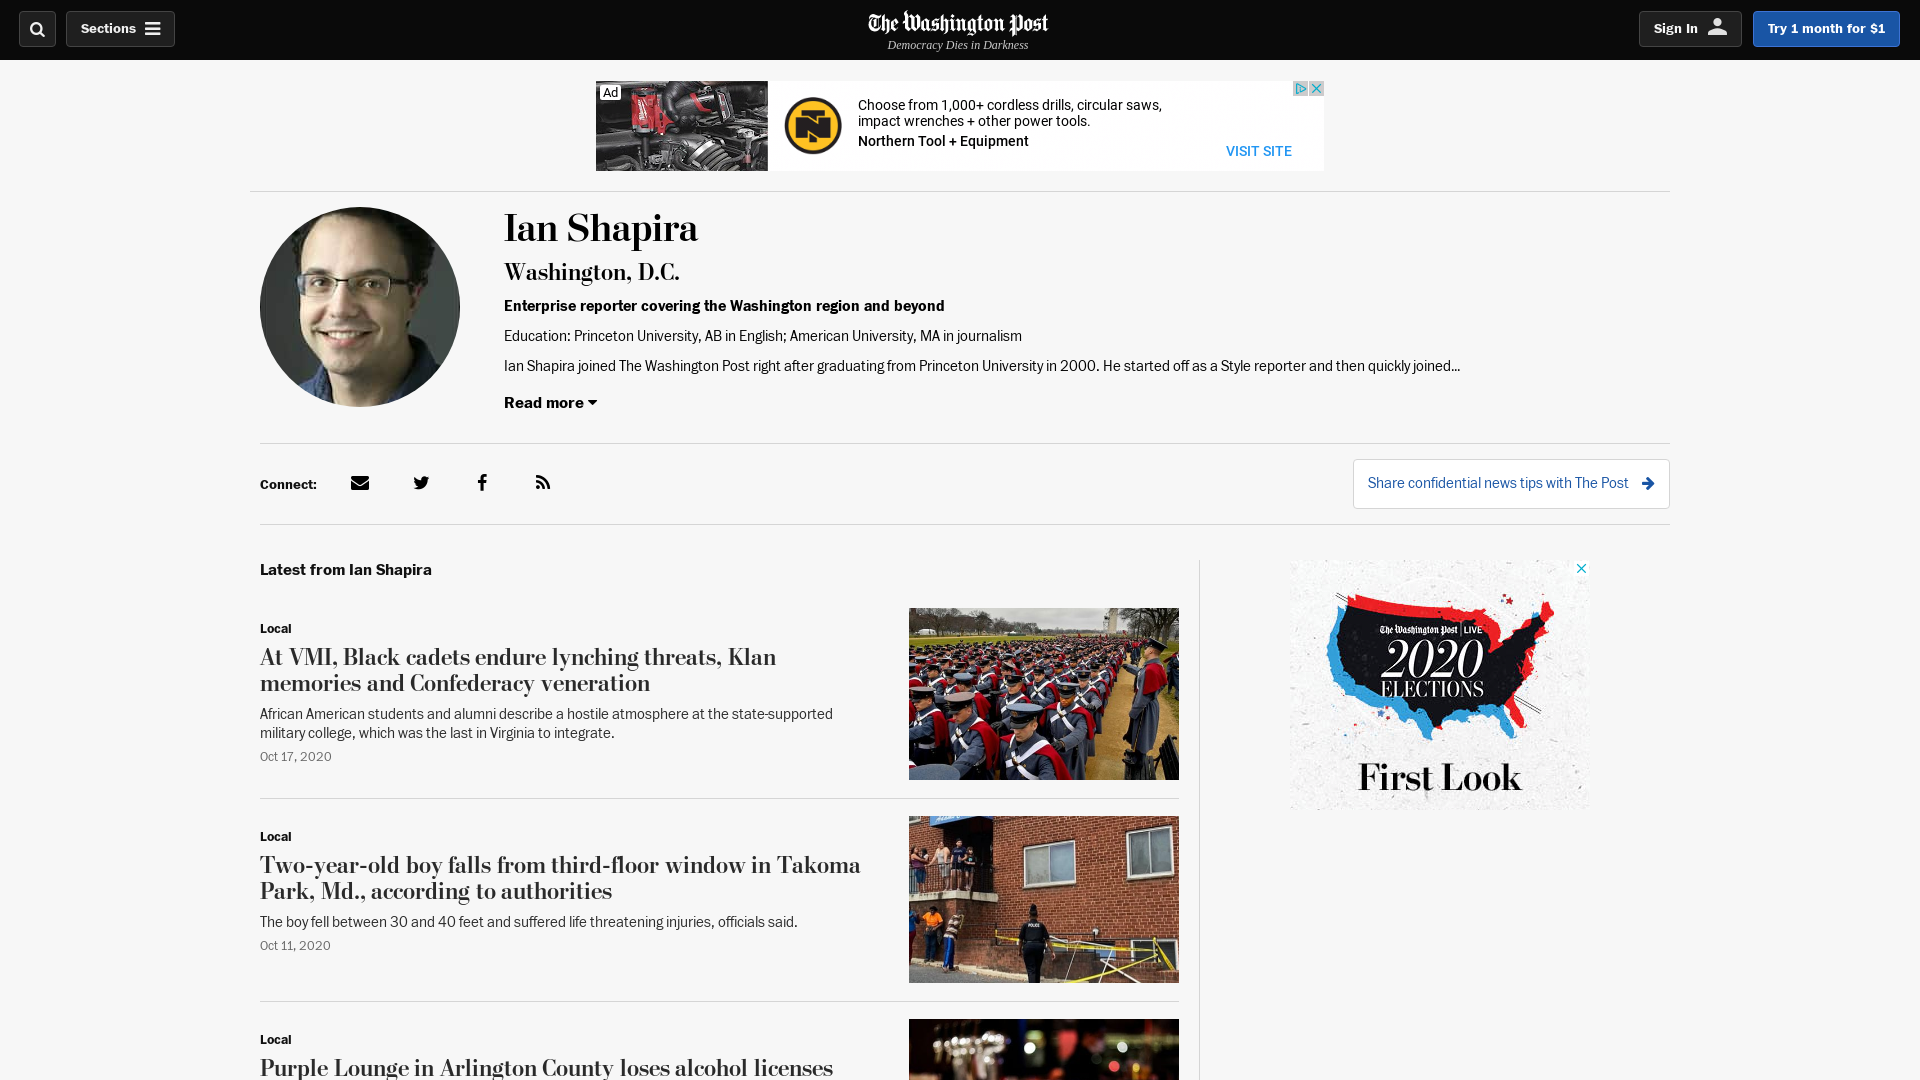 Sections
The Washington Post
Democracy Dies in Darkness
Sign In
Try 1 month for $1
Ad
Choose from 1,000+ cordless drills, circular saws,
impact wrenches + other power tools.
Northern Tool + Equipment
VISIT SITE
Ian Shapira
Washington, D.C.
Enterprise reporter covering the Washington region and beyond
Education: Princeton University, AB in English; American University, MA in journalism
Ian Shapira joined The Washington Post right after graduating from Princeton University in 2000. He started off as a Style reporter and then quickly joined...
Read more
Connect:
Share confidential news tips with The Post
Latest from Ian Shapira
Local
At VMI, Black cadets endure lynching threats, Klan
memories and Confederacy veneration
African American students and alumni describe a hostile atmosphere at the state-supported
military college, which was the last in Virginia to integrate.
Oct 17, 2020
The Washington Post LIVE
2020
ELECTIONS
First Look
Local
Two-year-old boy falls from third-floor window in Takoma
Park, Md., according to authorities
The boy fell between 30 and 40 feet and suffered life threatening injuries, officials said.
Oct 11, 2020
POLICE
Local
Purple Lounge in Arlington County loses alcohol licenses